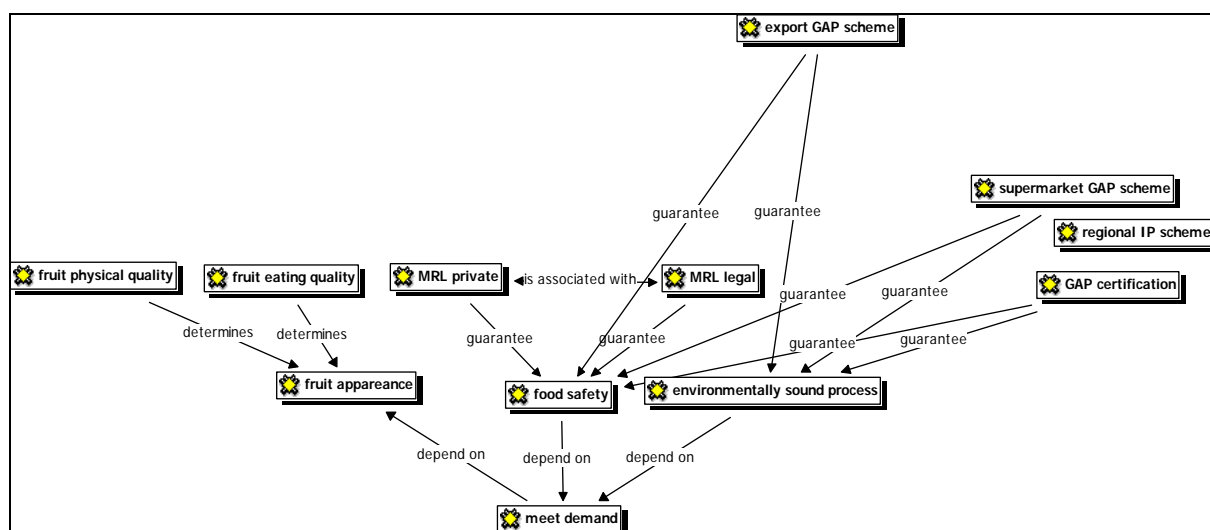 export GAP scheme
supermarket GAP scheme
guarantee
guarantee
regional IP scheme
fruit physical quality
fruit eating quality
MRL private
is associated with
MRL legal
GAP certification
guarantee
guarantee
determines
determines
guarantee
guarantee
guarantee
guarantee
fruit appareance
food safety
environmentally sound process
depend on
depend on
depend on
meet demand